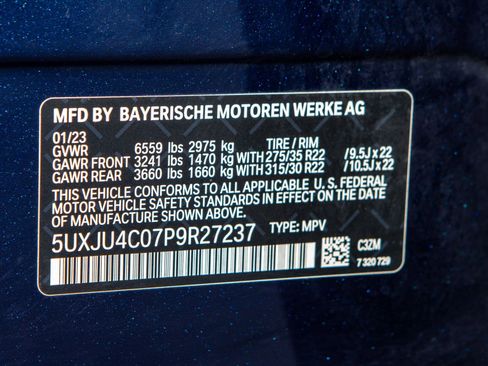 MFD BY BAYERISCHE MOTOREN WERKE AG
01/23
GVWR 6559 lbs 2975 kg TIRE / RIM
GAWR FRONT 3241 lbs 1470 kg WITH 275/35 R22 /9.5J x 22
GAWR REAR 3660 lbs 1660 kg WITH 315/30 R22 /10.5J x 22
THIS VEHICLE CONFORMS TO ALL APPLICABLE U. S. FEDERAL
MOTOR VEHICLE SAFETY STANDARDS IN EFFECT ON THE DATE
OF MANUFACTURE SHOWN ABOVE.
5UXJU4C07P9R27237 TYPE: MPV
C3ZM
7 320 729